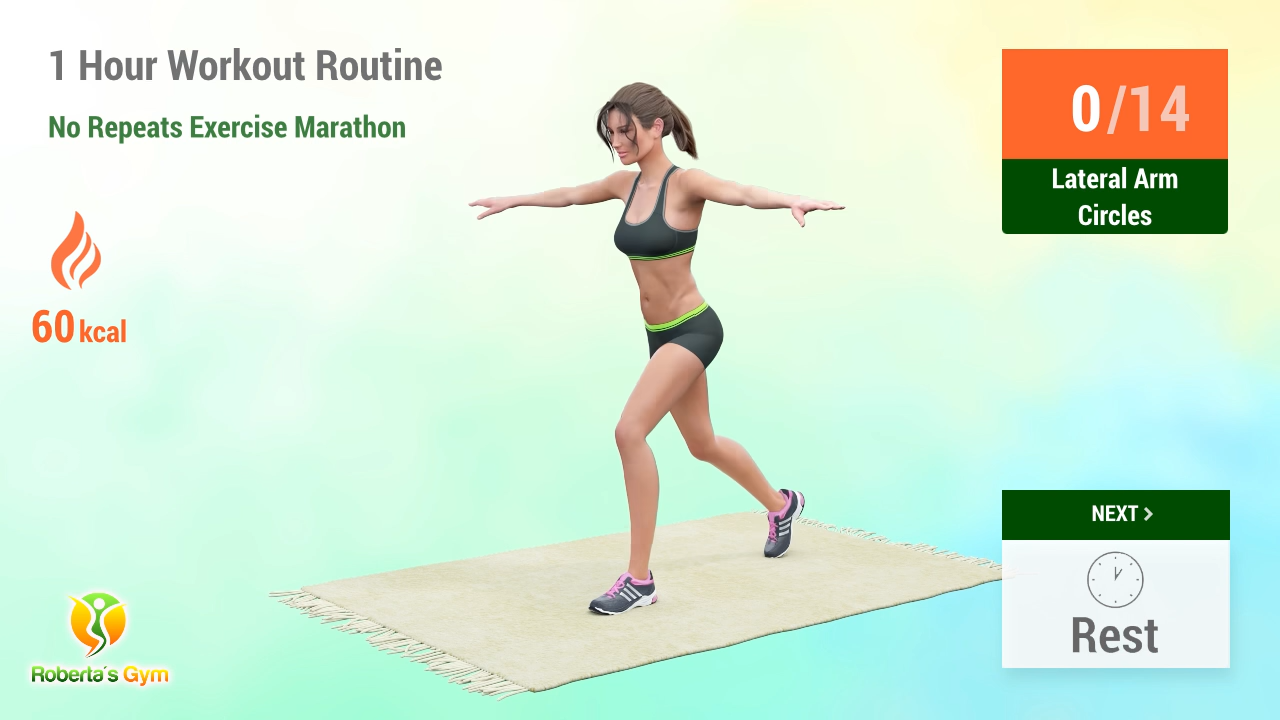 1 Hour Workout Routine
No Repeats Exercise Marathon
60 kcal
0/14
Lateral Arm
Circles
NEXT >
Rest
Roberta´s Gym